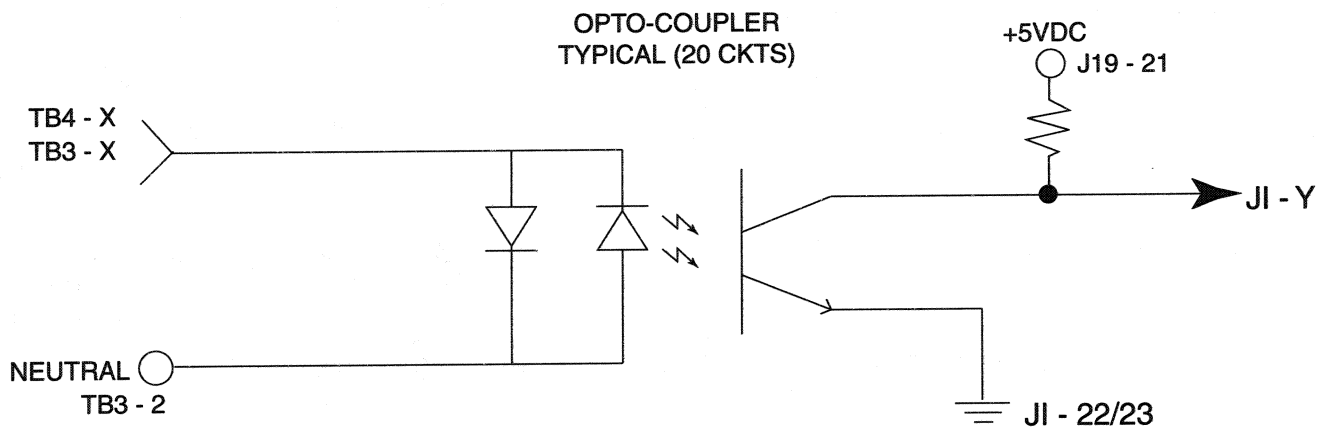 OPTO-COUPLER
TYPICAL (20 CKTS)
+5VDC
J19 - 21
TB4 - X
TB3 - X
JI - Y
NEUTRAL
TB3 - 2
JI - 22/23